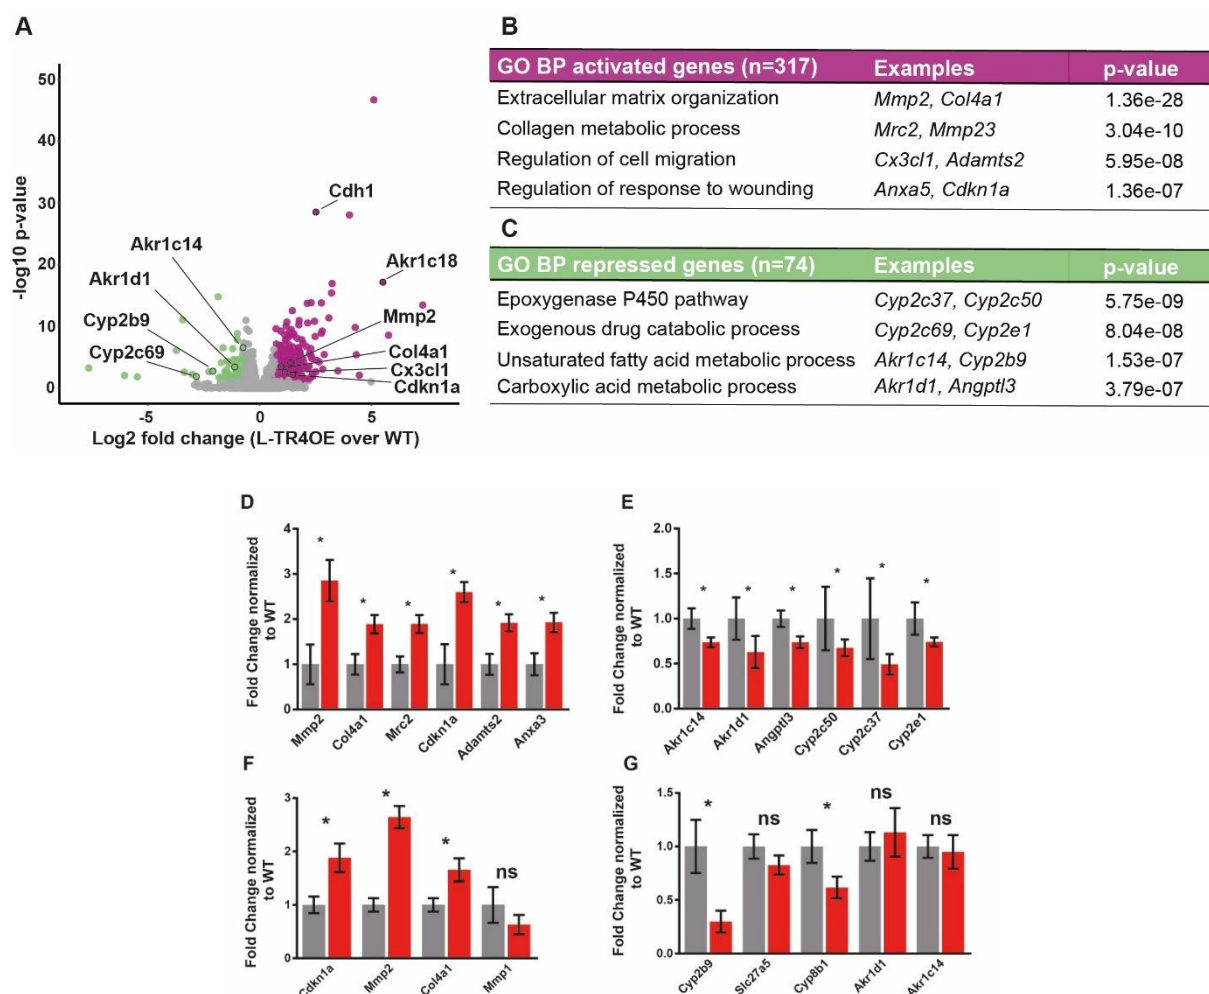 A
50
40
30
20
10
0
-log10 p-value
Cdh1
Akr1c14
Akr1c18
Akr1d1
Mmp2
Cyp2b9
Col4a1
Cyp2c69
Cx3cl1
Cdkn1a
-5 0 5
Log2 fold change (L-TR4OE over WT)
B
GO BP activated genes (n=317) Examples p-value
Extracellular matrix organization Mmp2, Col4a1 1.36e-28
Collagen metabolic process Mrc2, Mmp23 3.04e-10
Regulation of cell migration Cx3cl1, Adamts2 5.95e-08
Regulation of response to wounding Anxa5, Cdkn1a 1.36e-07
C
GO BP repressed genes (n=74) Examples p-value
Epoxygenase P450 pathway Cyp2c37, Cyp2c50 5.75e-09
Exogenous drug catabolic process Cyp2c69, Cyp2e1 8.04e-08
Unsaturated fatty acid metabolic process Akr1c14, Cyp2b9 1.53e-07
Carboxylic acid metabolic process Akr1d1, Angptl3 3.79e-07
D
Fold Change normalized
to WT
4
3
2
1
0
* * * * * *
Mmp2 Col4a1 Mrc2 Cdkn1a Adamts2 Anxa3
E
Fold Change normalized
to WT
2.0
1.5
1.0
0.5
0.0
* * * * * *
Akr1c14 Akr1d1 Angptl3 Cyp2c50 Cyp2c37 Cyp2e1
F
Fold Change normalized
to WT
3
2
1
0
* * * ns
Cdkn1a Mmp2 Col4a1 Mmp1
G
Fold Change normalized
to WT
1.5
1.0
0.5
0.0
* ns * ns ns
Cyp2b9 Slc27a5 Cyp8b1 Akr1d1 Akr1c14